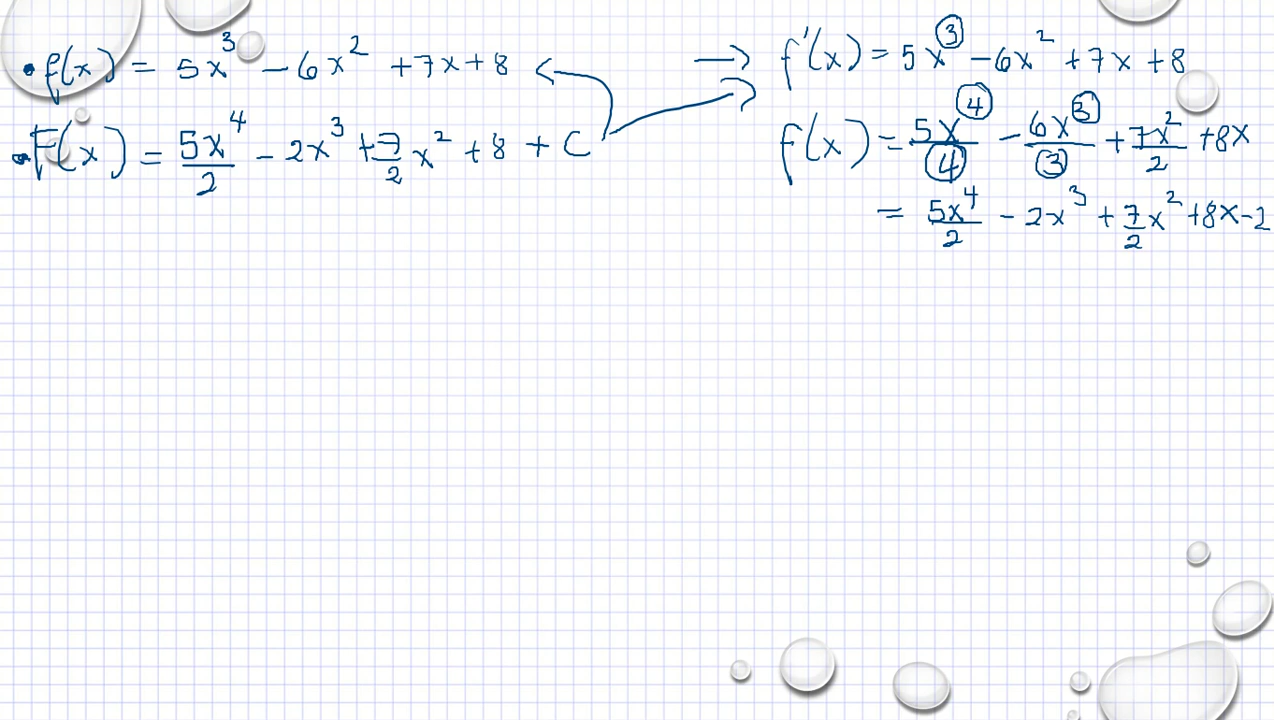 • f(x) = 5x³ - 6x² + 7x + 8
• F(x) = 5x⁴/2 - 2x³ + 7/2 x² + 8 + C
→ f'(x) = 5x³ - 6x² + 7x + 8
f(x) = 5x⁴/4 - 6x³/3 + 7x²/2 + 8x
= 5x⁴/2 - 2x³ + 7/2 x² + 8x - 2